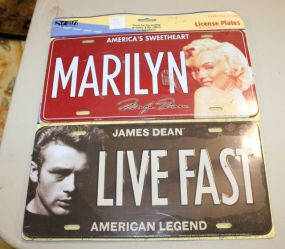 License Plates
AMERICA'S SWEETHEART
MARILYN
JAMES DEAN
LIVE FAST
AMERICAN LEGEND